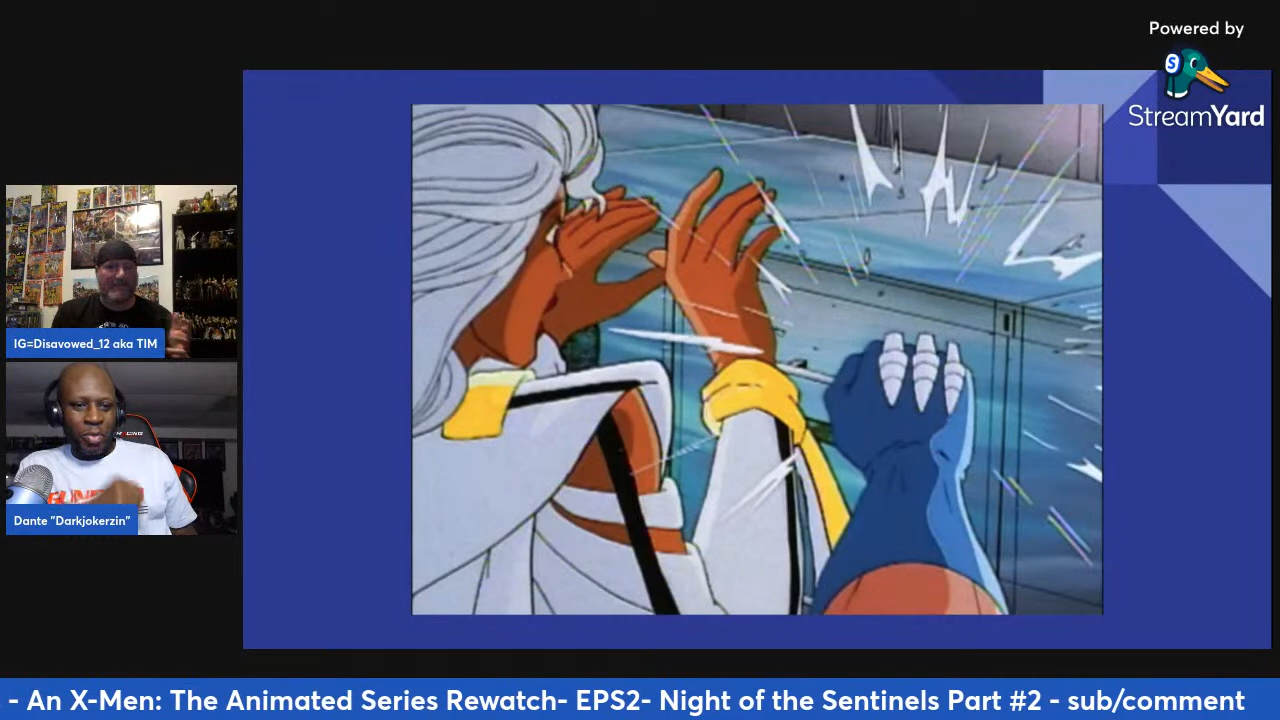 Powered by
StreamYard
IG=Disavowed_12 aka TIM
Dante "Darkjokerzin"
- An X-Men: The Animated Series Rewatch- EPS2- Night of the Sentinels Part #2 - sub/comment